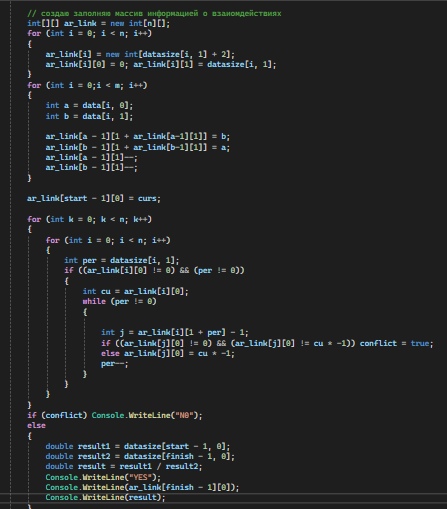 // создаю заполняю массив информацией о взаиомдействиях
int[][] ar_link = new int[n][];
for (int i = 0; i < n; i++)
{
ar_link[i] = new int[datasize[i, 1] + 2];
ar_link[i][0] = 0; ar_link[i][1] = datasize[i, 1];
}
for (int i = 0;i < m; i++)
{
int a = data[i, 0];
int b = data[i, 1];
ar_link[a - 1][1 + ar_link[a-1][1]] = b;
ar_link[b - 1][1 + ar_link[b-1][1]] = a;
ar_link[a - 1][1]--;
ar_link[b - 1][1]--;
}
ar_link[start - 1][0] = curs;
for (int k = 0; k < n; k++)
{
for (int i = 0; i < n; i++)
{
int per = datasize[i, 1];
if ((ar_link[i][0] != 0) && (per != 0))
{
int cu = ar_link[i][0];
while (per != 0)
{
int j = ar_link[i][1 + per] - 1;
if ((ar_link[j][0] != 0) && (ar_link[j][0] != cu * -1)) conflict = true;
else ar_link[j][0] = cu * -1;
per--;
}
}
}
}
if (conflict) Console.WriteLine("NO");
else
{
double result1 = datasize[start - 1, 0];
double result2 = datasize[finish - 1, 0];
double result = result1 / result2;
Console.WriteLine("YES");
Console.WriteLine(ar_link[finish - 1][0]);
Console.WriteLine(result);
}